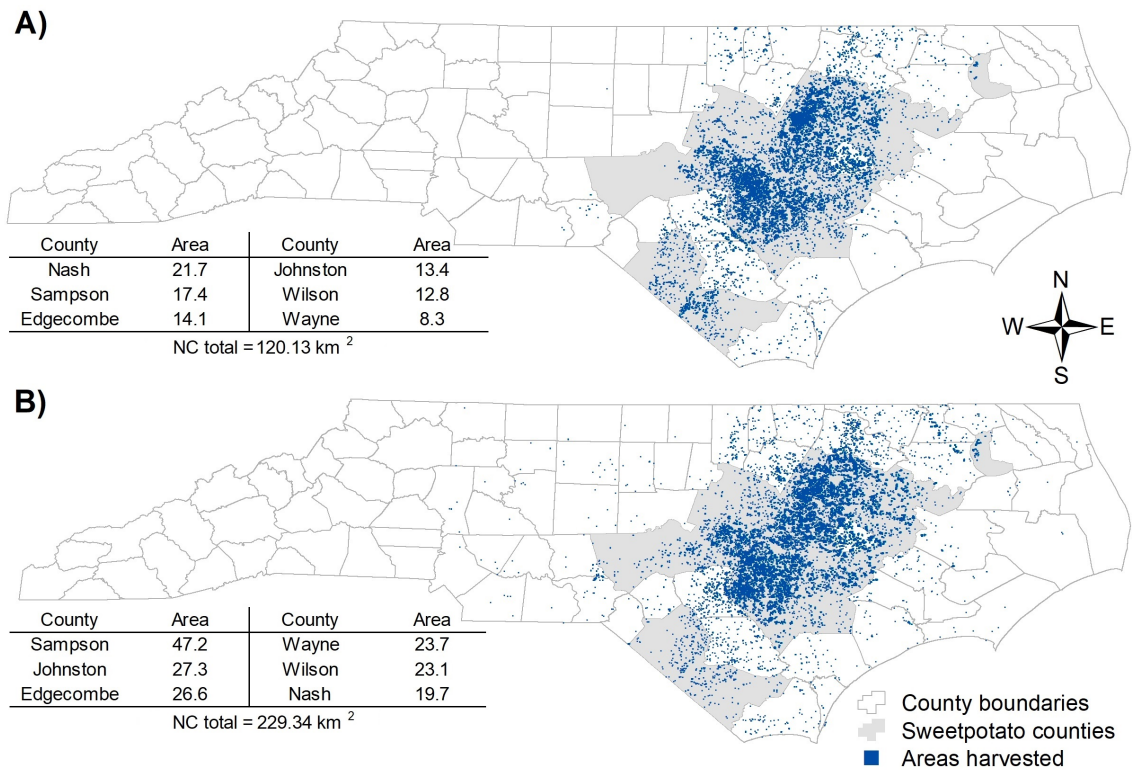 A)
County Area County Area
Nash 21.7 Johnston 13.4
Sampson 17.4 Wilson 12.8
Edgecombe 14.1 Wayne 8.3
NC total = 120.13 km 2
N
W E
S
B)
County Area County Area
Sampson 47.2 Wayne 23.7
Johnston 27.3 Wilson 23.1
Edgecombe 26.6 Nash 19.7
NC total = 229.34 km 2
County boundaries
Sweetpotato counties
Areas harvested